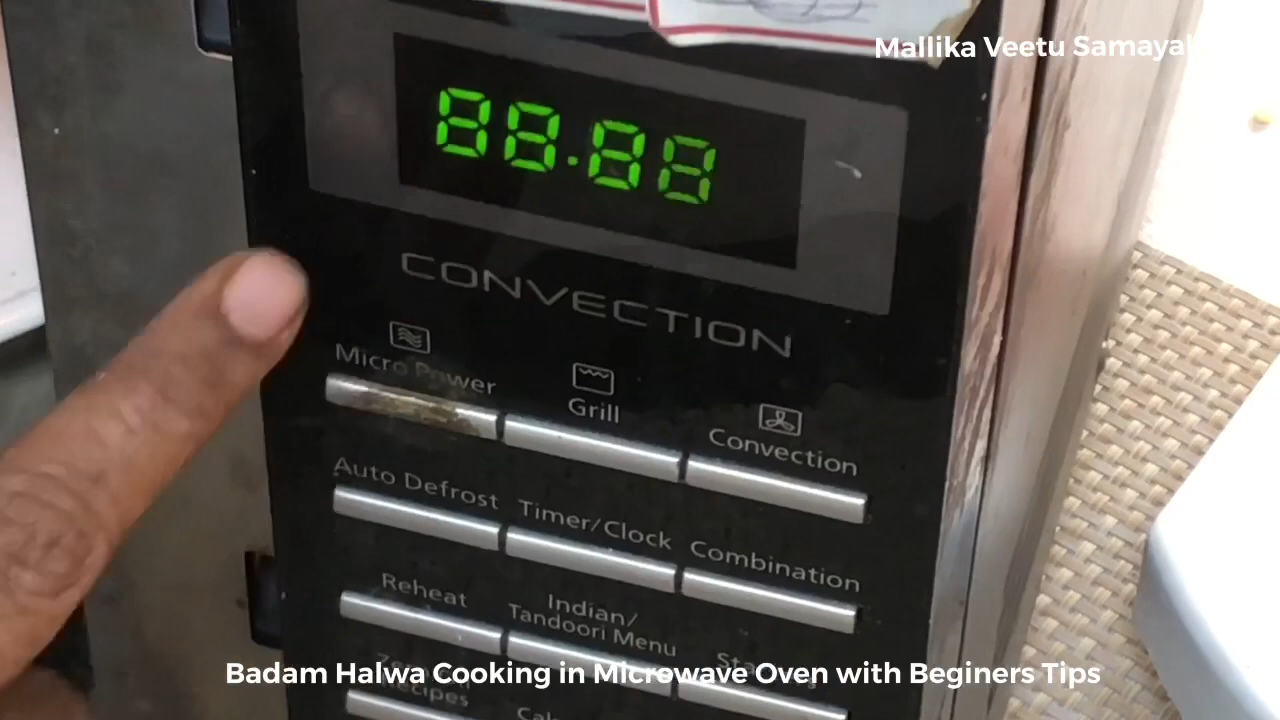 Mallika Veetu Samayal
88.88
CONVECTION
Micro Power
Grill
Convection
Auto Defrost
Timer/Clock
Combination
Reheat
Indian/
Tandoori Menu
Recipes
Badam Halwa Cooking in Microwave Oven with Beginers Tips